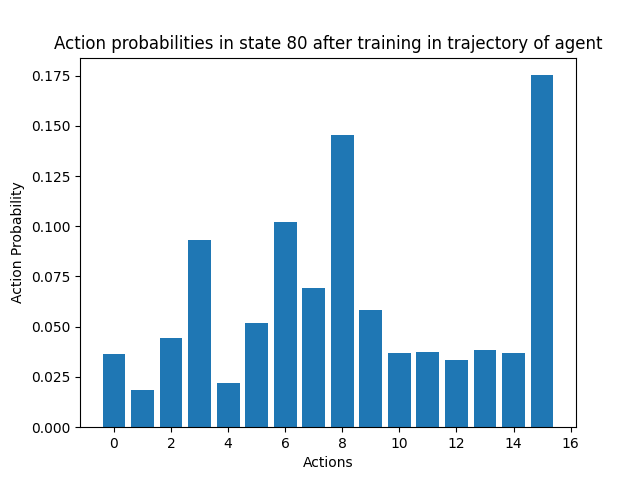 Action probabilities in state 80 after training in trajectory of agent
0.175
0.150
0.125
0.100
0.075
0.050
0.025
0.000
Action Probability
0 2 4 6 8 10 12 14 16
Actions